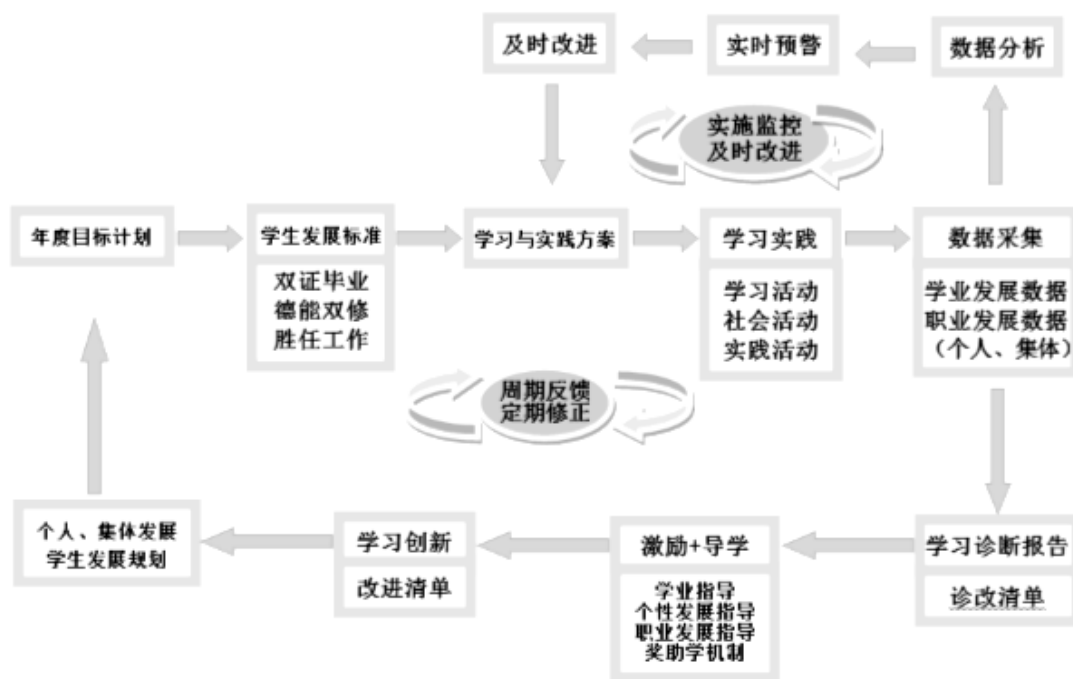 及时改进
实时预警
数据分析
实施监控
及时改进
年度目标计划
学生发展标准
双证毕业
德能双修
胜任工作
学习与实践方案
学习实践
学习活动
社会活动
实践活动
数据采集
学业发展数据
职业发展数据
（个人、集体）
周期反馈
定期修正
个人、集体发展
学生发展规划
学习创新
改进清单
激励+导学
学业指导
个性发展指导
职业发展指导
奖助学机制
学习诊断报告
诊改清单